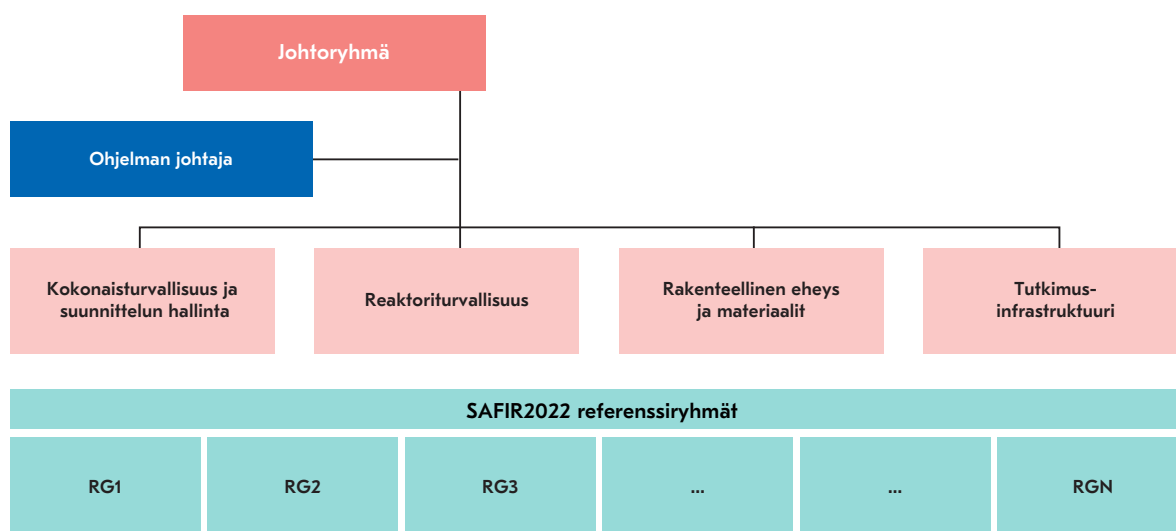 Johtoryhmä
Ohjelman johtaja
Kokonaisturvallisuus ja
suunnittelun hallinta
Reaktoriturvallisuus
Rakenteellinen eheys
ja materiaalit
Tutkimus-
infrastruktuuri
SAFIR2022 referenssiryhmät
RG1
RG2
RG3
...
...
RGN